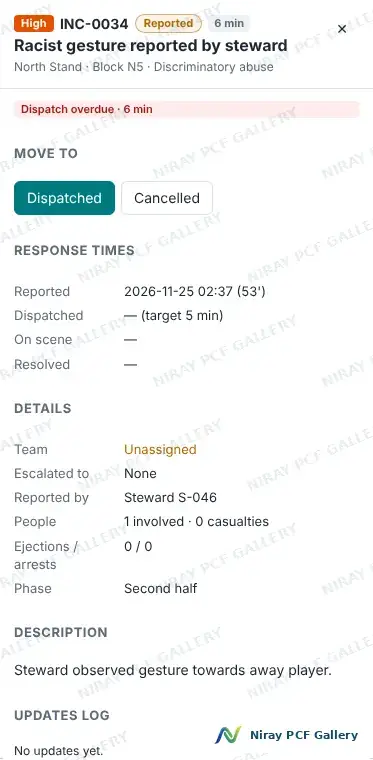 High INC-0034 Reported 6 min ×
Racist gesture reported by steward
North Stand · Block N5 · Discriminatory abuse
Dispatch overdue · 6 min
MOVE TO
Dispatched Cancelled
RESPONSE TIMES
Reported 2026-11-25 02:37 (53')
Dispatched — (target 5 min)
On scene —
Resolved —
DETAILS
Team Unassigned
Escalated to None
Reported by Steward S-046
People 1 involved · 0 casualties
Ejections / 0 / 0
arrests
Phase Second half
DESCRIPTION
Steward observed gesture towards away player.
UPDATES LOG
Niray PCF Gallery
No updates yet.
NIRAY PCF GALLERY